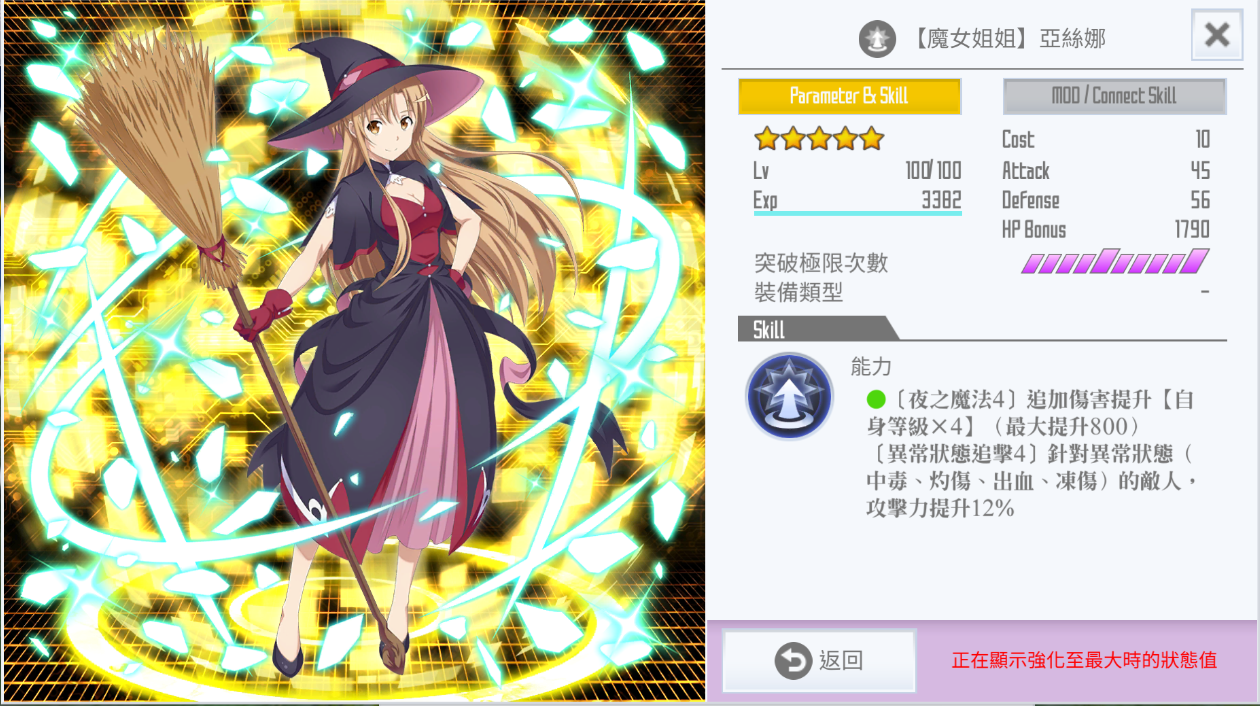 【魔女姐姐】亞絲娜
Parameter & Skill
MOD / Connect Skill
Lv 100/100
Exp 3382
Cost 10
Attack 45
Defense 56
HP Bonus 1790
突破極限次數
裝備類型 -
Skill
能力
●〔夜之魔法4〕追加傷害提升【自
身等級×4】（最大提升800）
〔異常狀態追擊4〕針對異常狀態（
中毒、灼傷、出血、凍傷）的敵人，
攻擊力提升12%
返回
正在顯示強化至最大時的狀態值